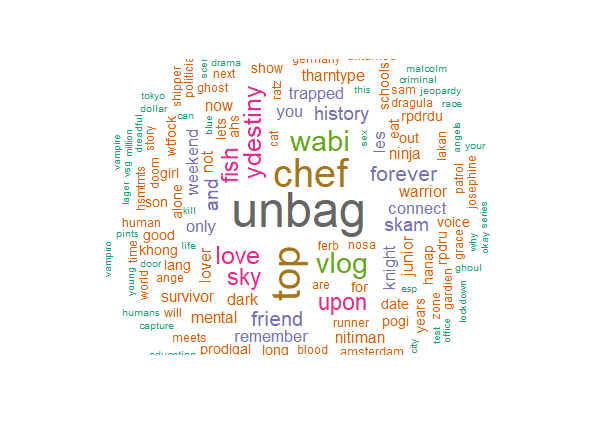 unbag
chef
top
wabi
vlog
ydestiny
fish
love
sky
upon
forever
history
skam
friend
you
and
knight
remember
connect
only
weekend
les
trapped
tharntype
show
now
not
ahs
lets
ghost
next
schools
sam
dragula
eat
rpdrdu
out
ninja
warrior
junior
voice
rpdru
hanap
grace
gardien
zone
years
date
pogi
nitiman
runner
for
are
ferb
nosa
cat
ratz
lover
dark
mental
survivor
will
meets
prodigal
long
blood
amsterdam
ange
lang
khong
good
human
son
alone
girl
doom
hsmtmts
story
wtfock
shipper
time
world
patrol
josephine
lakan
germany
drama
this
malcolm
criminal
jeopardy
race
angels
your
why
okay
series
ghoul
lockdown
office
test
city
esp
sex
blue
can
kill
life
door
young
humans
capture
education
vampiro
pints
lager
vsg
million
dreadful
vampire
dollar
tokyo